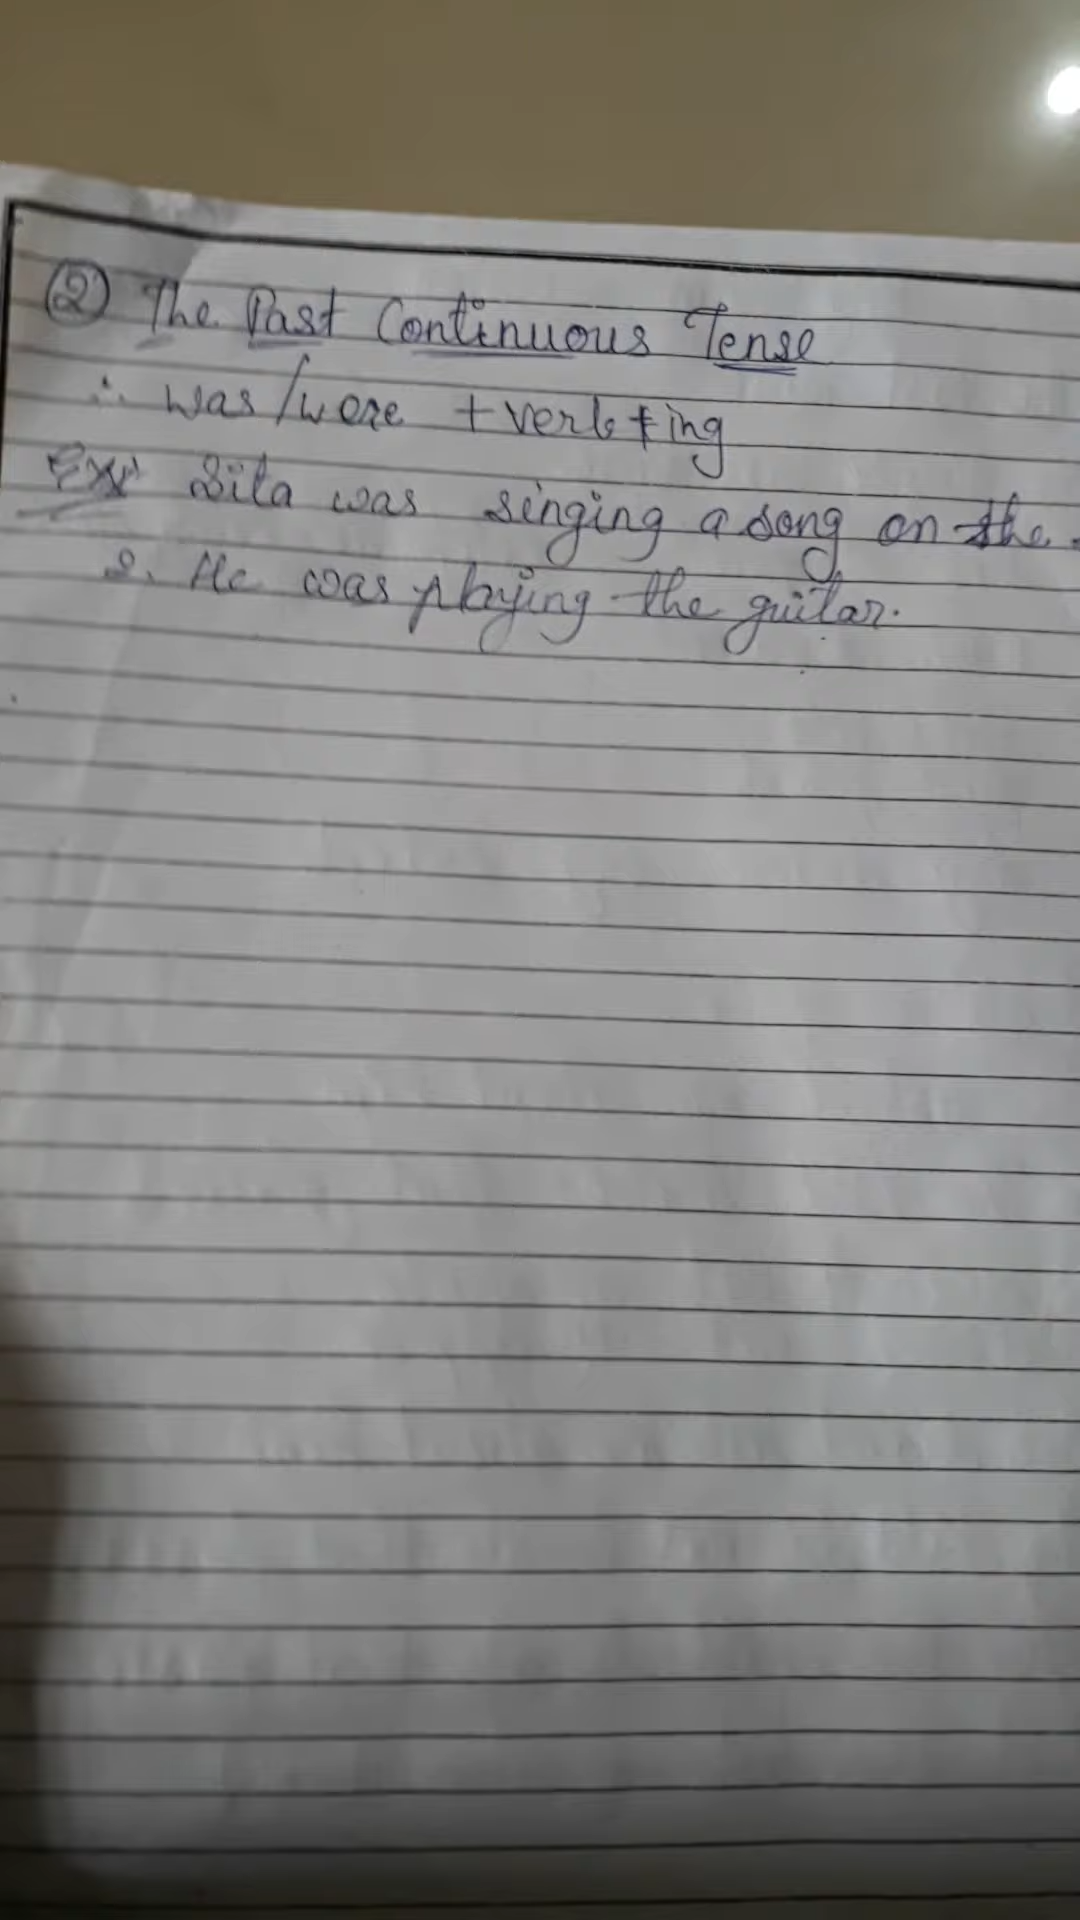 ② The Past Continuous Tense
∴ was/were + verb + ing
Ex:- Sita was singing a song on the
2. He was playing the guitar.